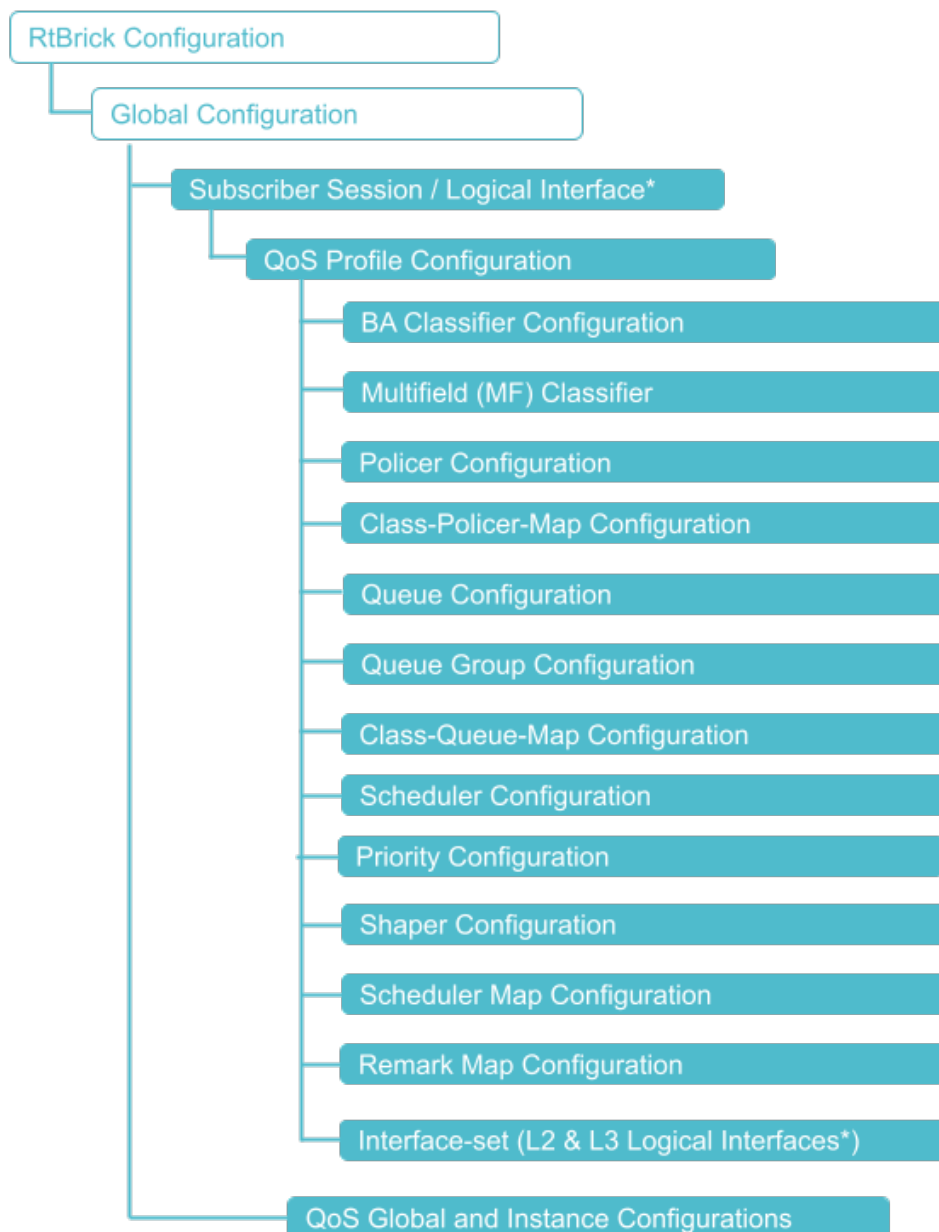 RtBrick Configuration
Global Configuration
Subscriber Session / Logical Interface*
QoS Profile Configuration
BA Classifier Configuration
Multifield (MF) Classifier
Policer Configuration
Class-Policer-Map Configuration
Queue Configuration
Queue Group Configuration
Class-Queue-Map Configuration
Scheduler Configuration
Priority Configuration
Shaper Configuration
Scheduler Map Configuration
Remark Map Configuration
Interface-set (L2 & L3 Logical Interfaces*)
QoS Global and Instance Configurations